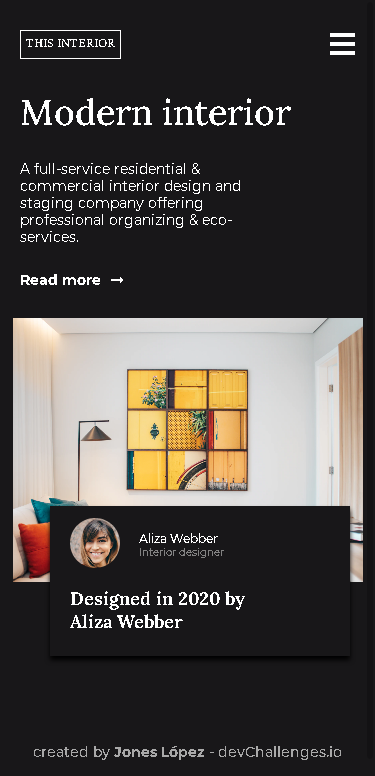 THIS INTERIOR
Modern interior
A full-service residential &
commercial interior design and
staging company offering
professional organizing & eco-
services.
Read more →
Aliza Webber
Interior designer
Designed in 2020 by
Aliza Webber
created by Jones López - devChallenges.io